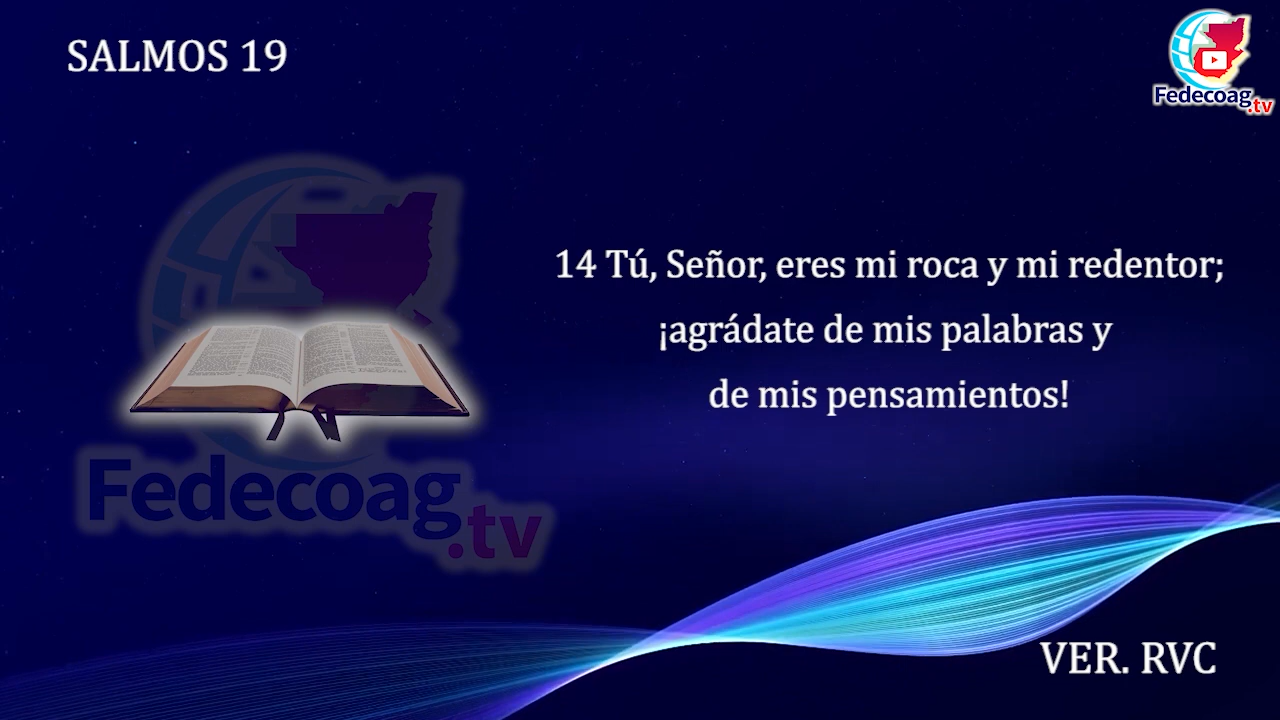 SALMOS 19
Fedecoag.tv
14 Tú, Señor, eres mi roca y mi redentor;
¡agrádate de mis palabras y
de mis pensamientos!
Fedecoag.tv
VER. RVC